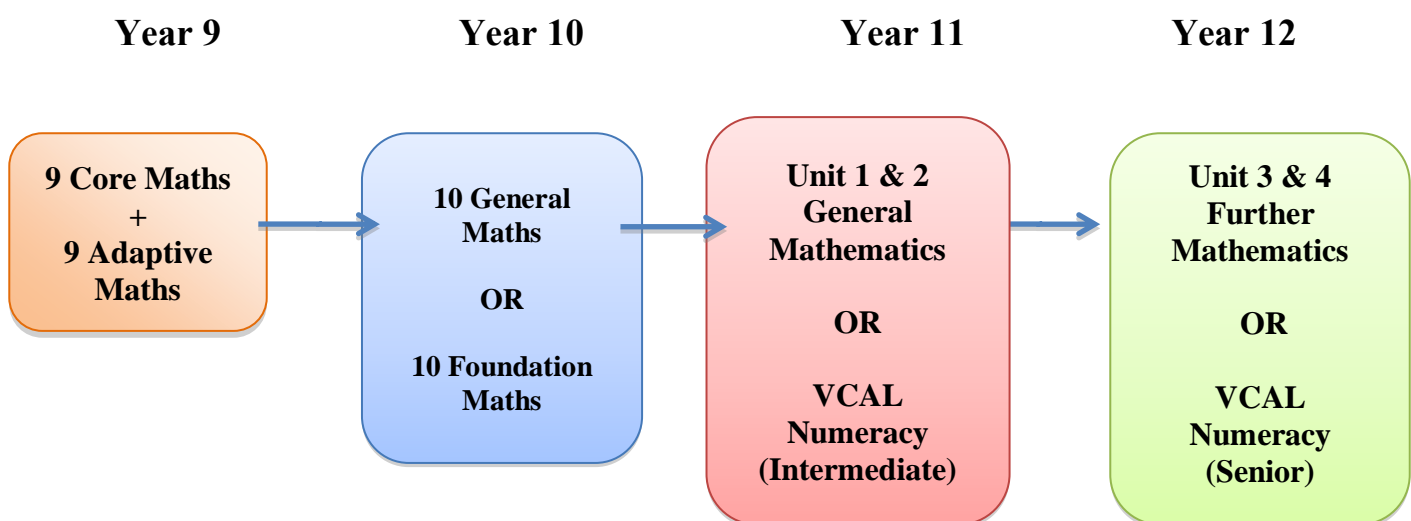 Year 9
Year 10
Year 11
Year 12
9 Core Maths
+
9 Adaptive
Maths
10 General
Maths
OR
10 Foundation
Maths
Unit 1 & 2
General
Mathematics
OR
VCAL
Numeracy
(Intermediate)
Unit 3 & 4
Further
Mathematics
OR
VCAL
Numeracy
(Senior)